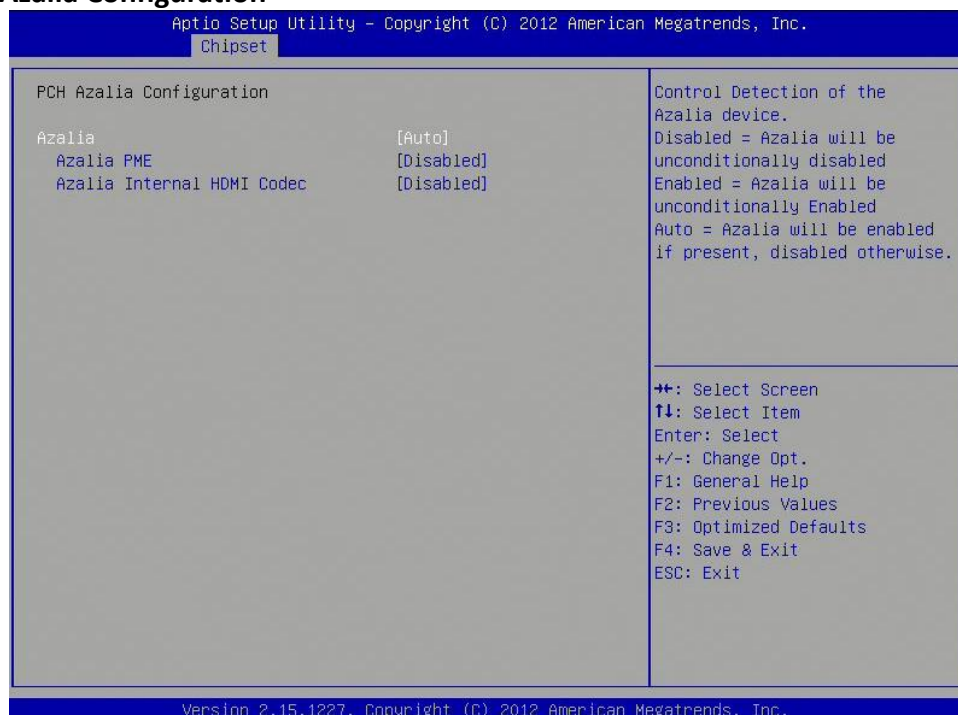 Azalia Configuration
Aptio Setup Utility – Copyright (C) 2012 American Megatrends, Inc.
Chipset
PCH Azalia Configuration
Azalia [Auto]
Azalia PME [Disabled]
Azalia Internal HDMI Codec [Disabled]
Control Detection of the
Azalia device.
Disabled = Azalia will be
unconditionally disabled
Enabled = Azalia will be
unconditionally Enabled
Auto = Azalia will be enabled
if present, disabled otherwise.
→←: Select Screen
↑↓: Select Item
Enter: Select
+/-: Change Opt.
F1: General Help
F2: Previous Values
F3: Optimized Defaults
F4: Save & Exit
ESC: Exit
Version 2.15.1227. Copyright (C) 2012 American Megatrends, Inc.